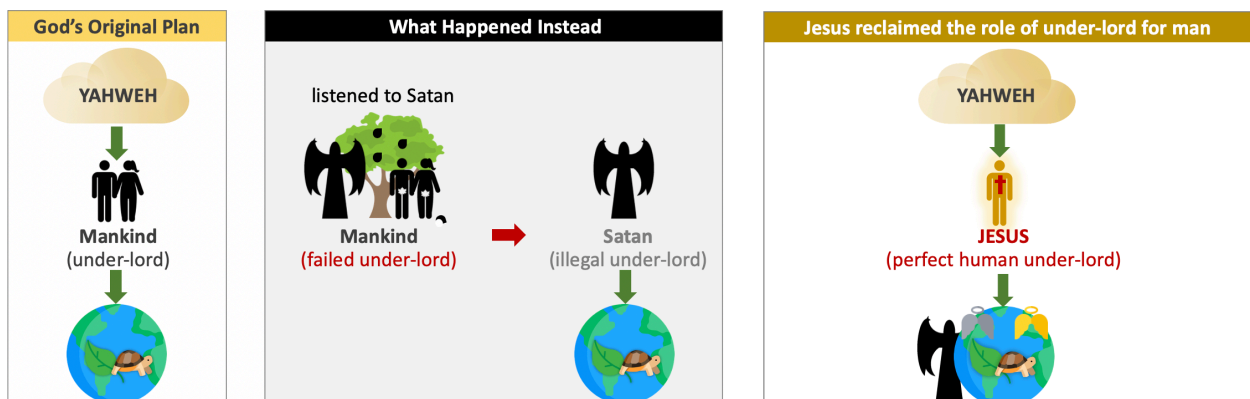 God’s Original Plan
YAHWEH
Mankind
(under-lord)
What Happened Instead
listened to Satan
Mankind
(failed under-lord)
Satan
(illegal under-lord)
Jesus reclaimed the role of under-lord for man
YAHWEH
JESUS
(perfect human under-lord)